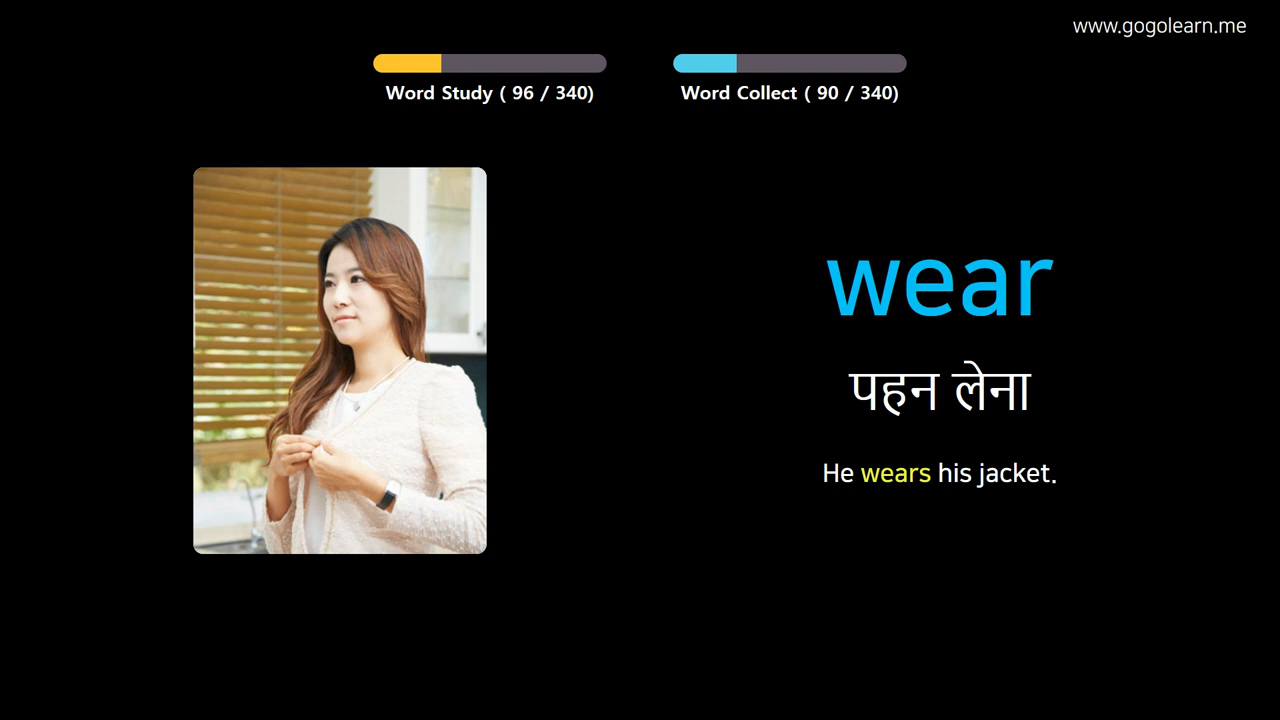 www.gogolearn.me
Word Study ( 96 / 340)
Word Collect ( 90 / 340)
wear
पहन लेना
He wears his jacket.